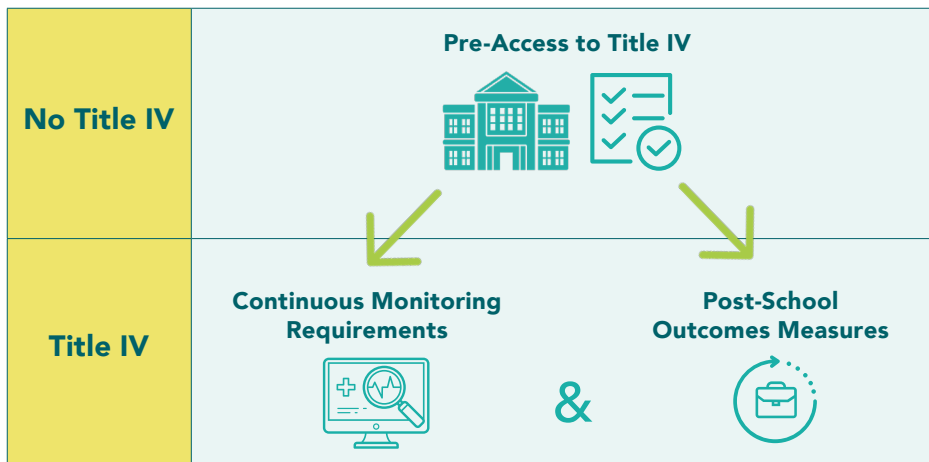 No Title IV
Pre-Access to Title IV
Title IV
Continuous Monitoring
Requirements
&
Post-School
Outcomes Measures